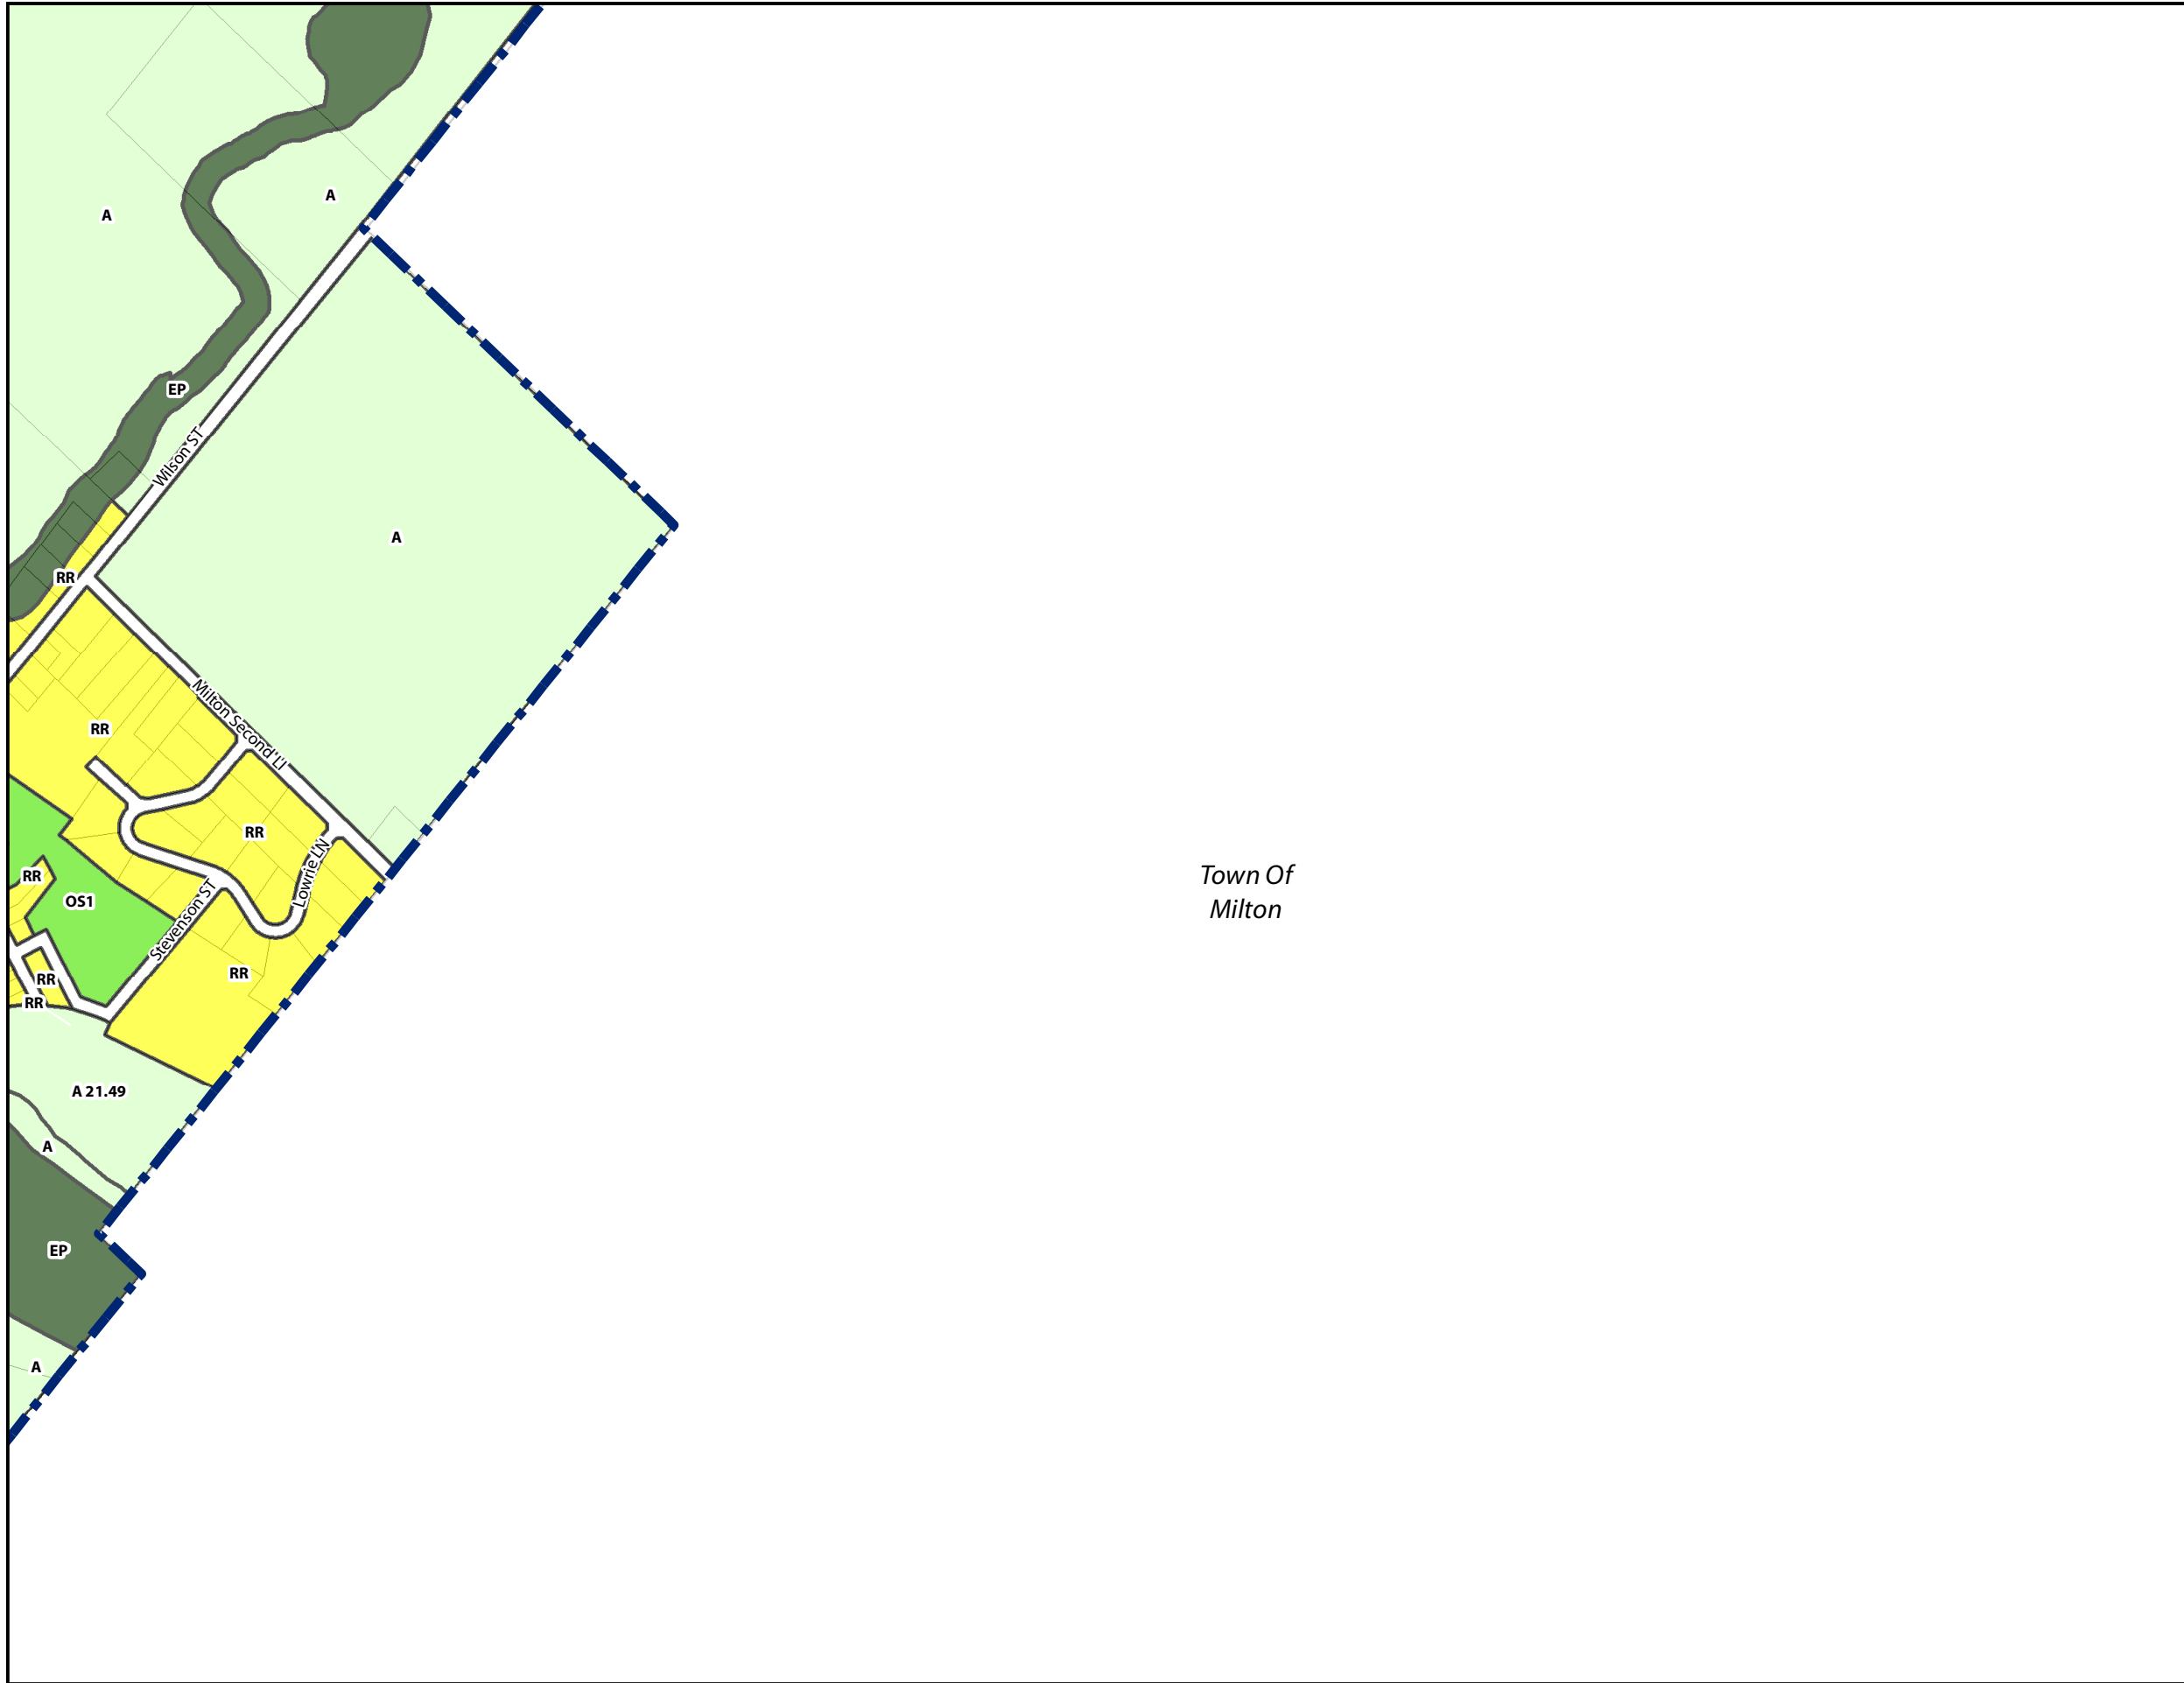 A
A
EP
Wilson ST
A
RR
Milton Second LI
RR
RR
Lowrie LN
RR
OS1
Stevenson ST
Town Of
Milton
RR
RR
RR
A 21.49
A
EP
A